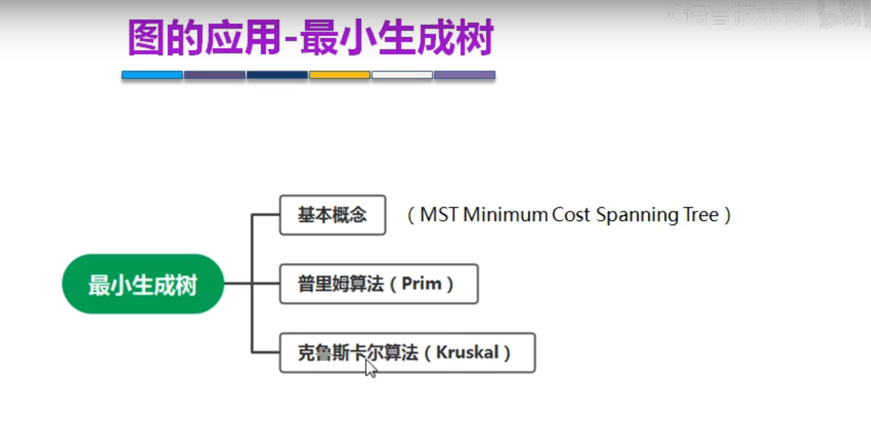 图的应用-最小生成树
基本概念
（MST Minimum Cost Spanning Tree）
最小生成树
普里姆算法（Prim）
克鲁斯卡尔算法（Kruskal）